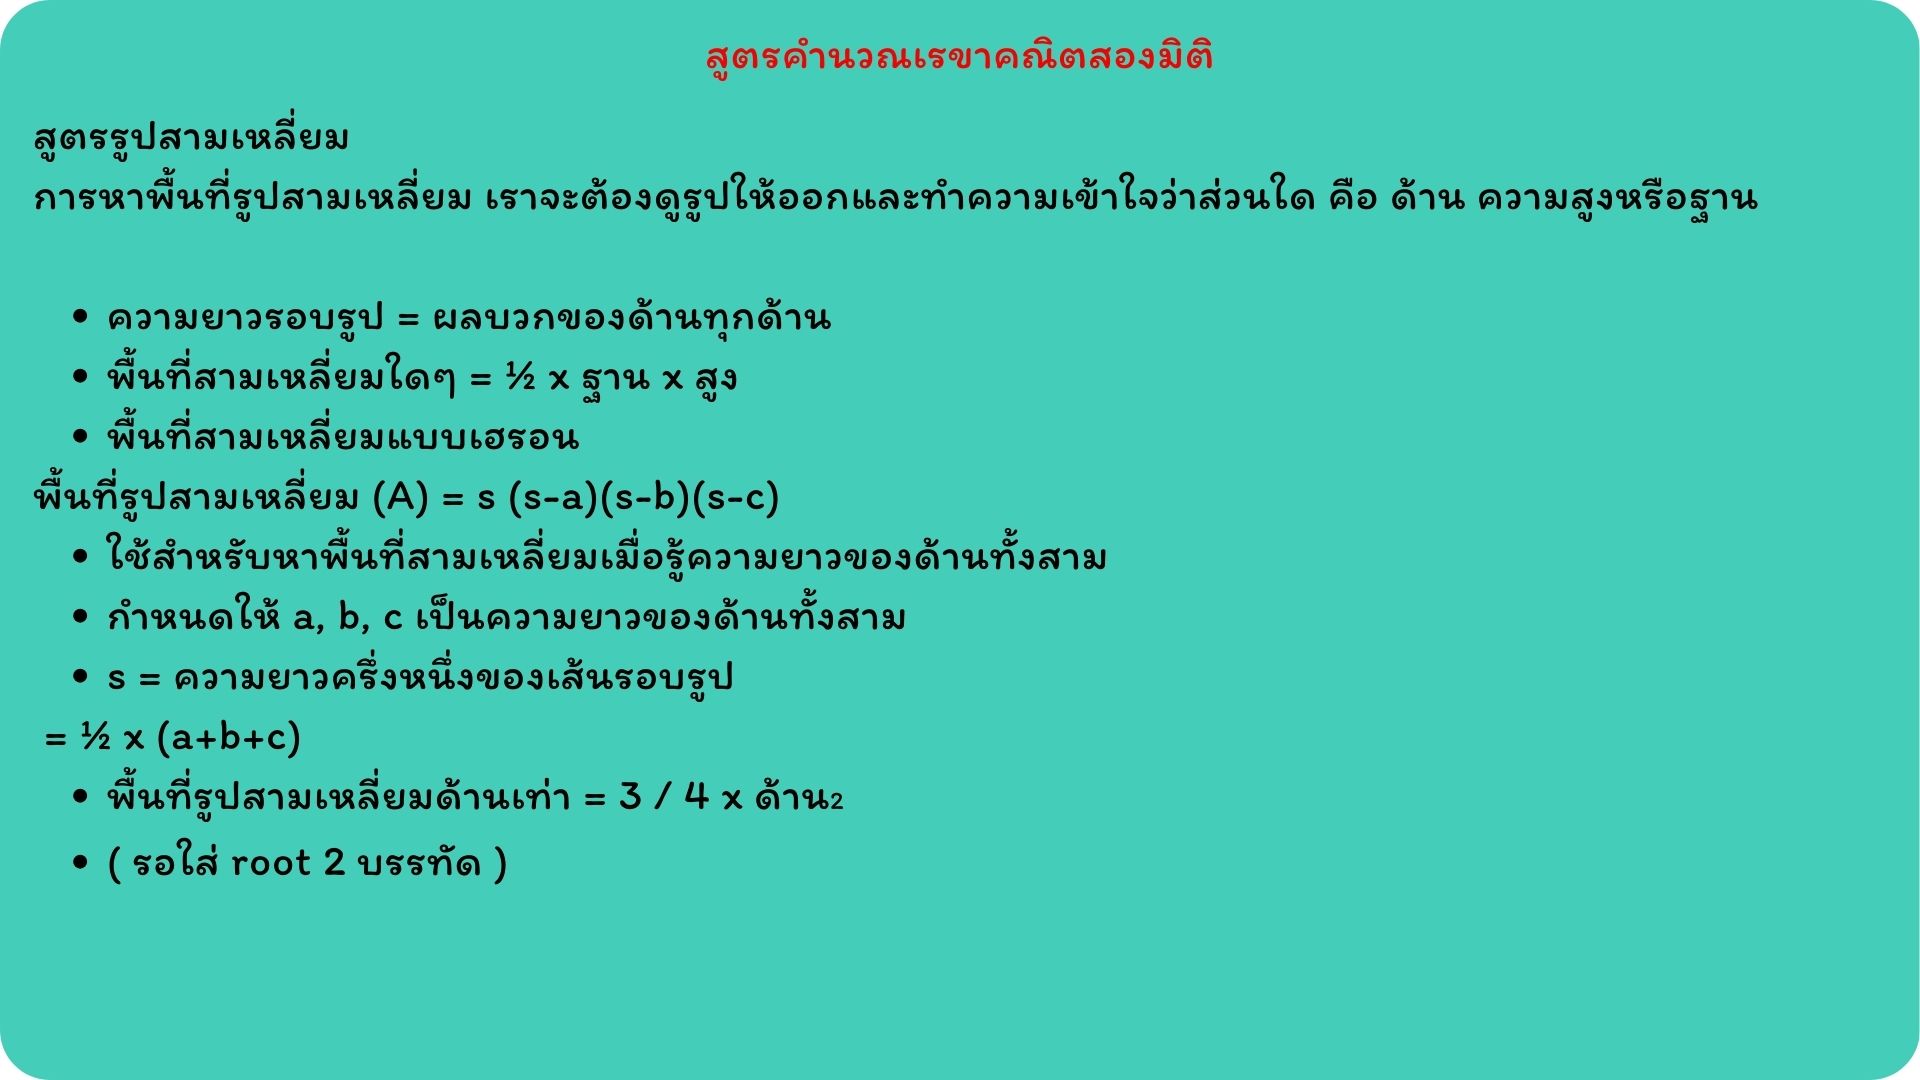 สูตรคำนวณเรขาคณิตสองมิติ
สูตรรูปสามเหลี่ยม
การหาพื้นที่รูปสามเหลี่ยม เราจะต้องดูรูปให้ออกและทำความเข้าใจว่าส่วนใด คือ ด้าน ความสูงหรือฐาน
• ความยาวรอบรูป = ผลบวกของด้านทุกด้าน
• พื้นที่สามเหลี่ยมใดๆ = ½ x ฐาน x สูง
• พื้นที่สามเหลี่ยมแบบเฮรอน
พื้นที่รูปสามเหลี่ยม (A) = s (s-a)(s-b)(s-c)
• ใช้สำหรับหาพื้นที่สามเหลี่ยมเมื่อรู้ความยาวของด้านทั้งสาม
• กำหนดให้ a, b, c เป็นความยาวของด้านทั้งสาม
• s = ความยาวครึ่งหนึ่งของเส้นรอบรูป
= ½ x (a+b+c)
• พื้นที่รูปสามเหลี่ยมด้านเท่า = 3 / 4 x ด้าน₂
• ( รอใส่ root 2 บรรทัด )